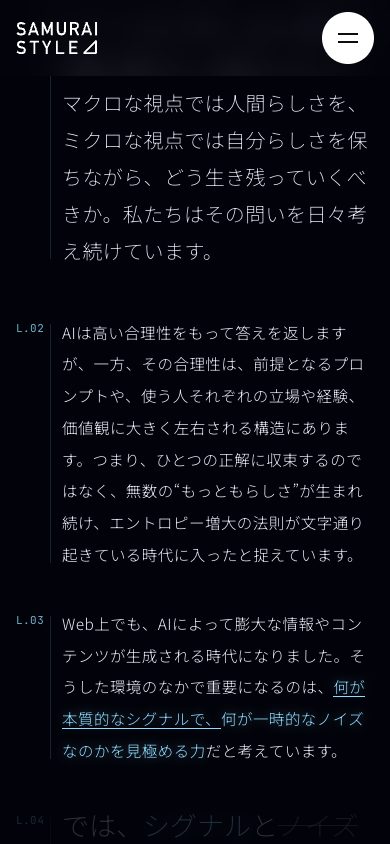 SAMURAI
STYLE
マクロな視点では人間らしさを、
ミクロな視点では自分らしさを保
ちながら、どう生き残っていくべ
きか。私たちはその問いを日々考
え続けています。
L.02
AIは高い合理性をもって答えを返します
が、一方、その合理性は、前提となるプロ
ンプトや、使う人それぞれの立場や経験、
価値観に大きく左右される構造にありま
す。つまり、ひとつの正解に収束するので
はなく、無数の“もっともらしさ”が生まれ
続け、エントロピー増大の法則が文字通り
起きている時代に入ったと捉えています。
L.03
Web上でも、AIによって膨大な情報やコン
テンツが生成される時代になりました。そ
うした環境のなかで重要になるのは、何が
本質的なシグナルで、何が一時的なノイズ
なのかを見極める力だと考えています。
L.04
では、シグナルとノイズ